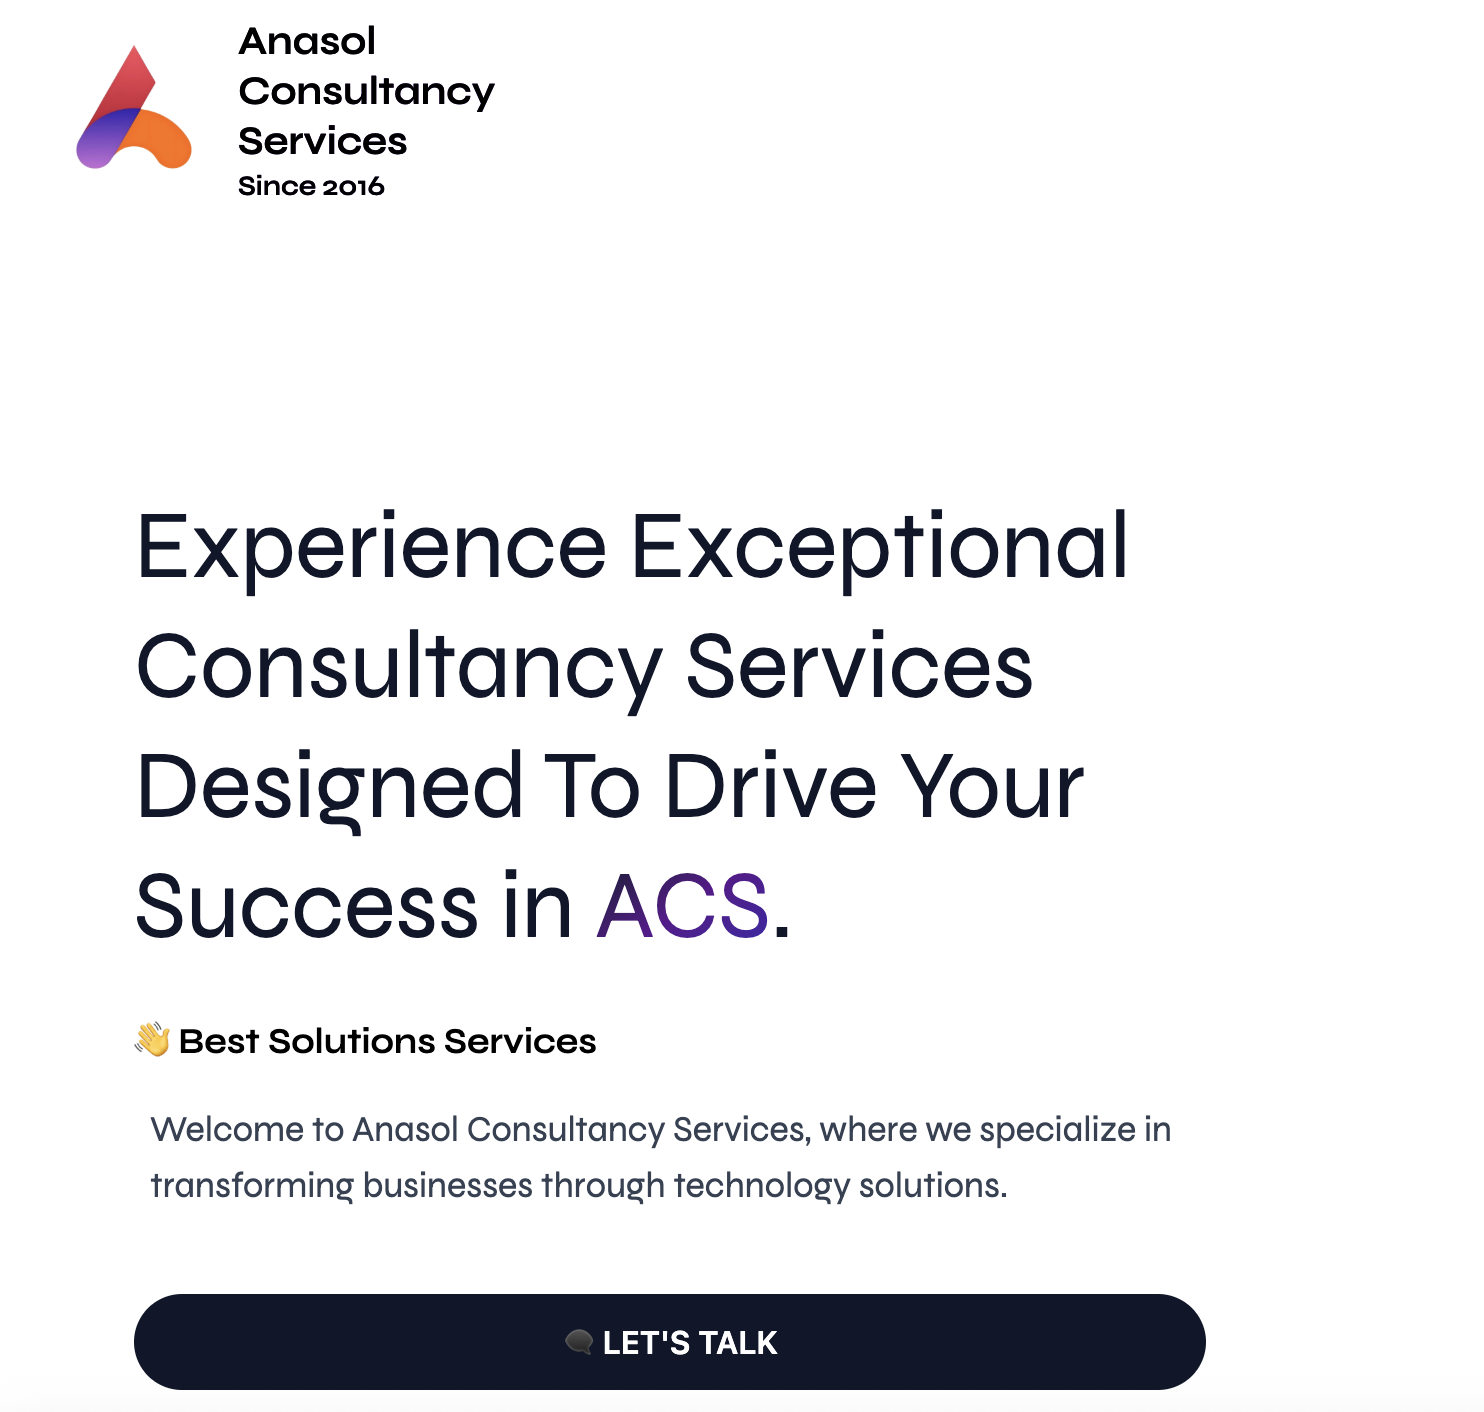 Anasol
Consultancy
Services
Since 2016
Experience Exceptional
Consultancy Services
Designed To Drive Your
Success in ACS.
👋 Best Solutions Services
Welcome to Anasol Consultancy Services, where we specialize in
transforming businesses through technology solutions.
🗨 LET'S TALK